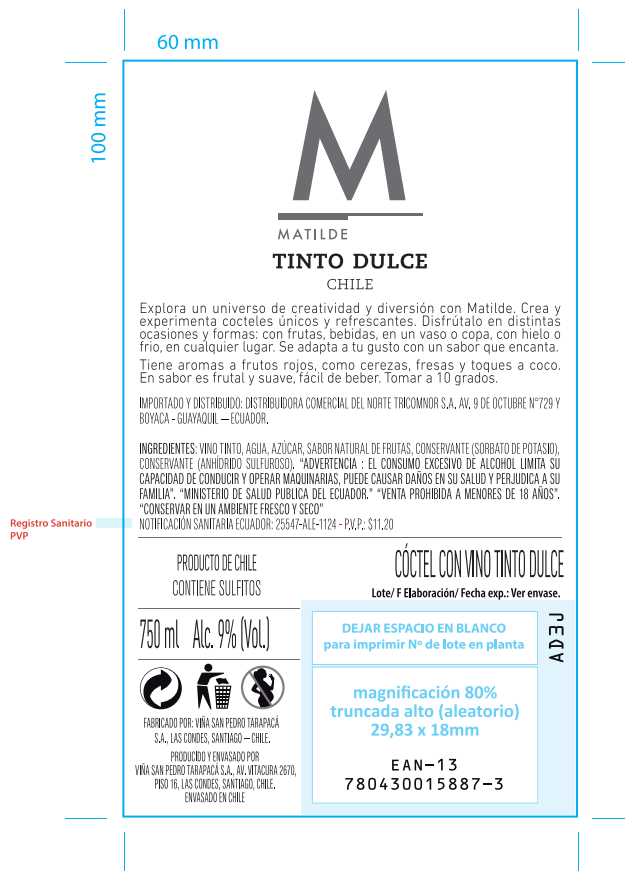 60 mm
100 mm
M
MATILDE
TINTO DULCE
CHILE
Explora un universo de creatividad y diversión con Matilde. Crea y
experimenta cocteles únicos y refrescantes. Disfrútalo en distintas
ocasiones y formas: con frutas, bebidas, en un vaso o copa, con hielo o
frio, en cualquier lugar. Se adapta a tu gusto con un sabor que encanta.
Tiene aromas a frutos rojos, como cerezas, fresas y toques a coco.
En sabor es frutal y suave, fácil de beber. Tomar a 10 grados.
IMPORTADO Y DISTRIBUIDO: DISTRIBUIDORA COMERCIAL DEL NORTE TRICOMNOR S,A. AV. 9 DE OCTUBRE N°729 Y
BOYACA - GUAYAQUIL – ECUADOR.
INGREDIENTES: VINO TINTO, AGUA, AZÚCAR, SABOR NATURAL DE FRUTAS, CONSERVANTE (SORBATO DE POTASIO),
CONSERVANTE (ANHÍDRIDO SULFUROSO). “ADVERTENCIA : EL CONSUMO EXCESIVO DE ALCOHOL LIMITA SU
CAPACIDAD DE CONDUCIR Y OPERAR MAQUINARIAS, PUEDE CAUSAR DAÑOS EN SU SALUD Y PERJUDICA A SU
FAMILIA”. “MINISTERIO DE SALUD PUBLICA DEL ECUADOR.” “VENTA PROHIBIDA A MENORES DE 18 AÑOS”.
“CONSERVAR EN UN AMBIENTE FRESCO Y SECO”
Registro Sanitario
PVP
NOTIFICACIÓN SANITARIA ECUADOR: 25547-ALE-1124 - P.V.P.: $11,20
PRODUCTO DE CHILE
CONTIENE SULFITOS
CÓCTEL CON VINO TINTO DULCE
Lote/ F Elaboración/ Fecha exp.: Ver envase.
750 ml Alc. 9% (Vol.)
DEJAR ESPACIO EN BLANCO
para imprimir Nº de lote en planta
ADEJ
magnificación 80%
truncada alto (aleatorio)
29,83 x 18mm
EAN-13
780430015887-3
FABRICADO POR: VIÑA SAN PEDRO TARAPACÁ
S.A., LAS CONDES, SANTIAGO – CHILE.
PRODUCIDO Y ENVASADO POR
VIÑA SAN PEDRO TARAPACÁ S.A., AV. VITACURA 2670,
PISO 16, LAS CONDES, SANTIAGO, CHILE.
ENVASADO EN CHILE